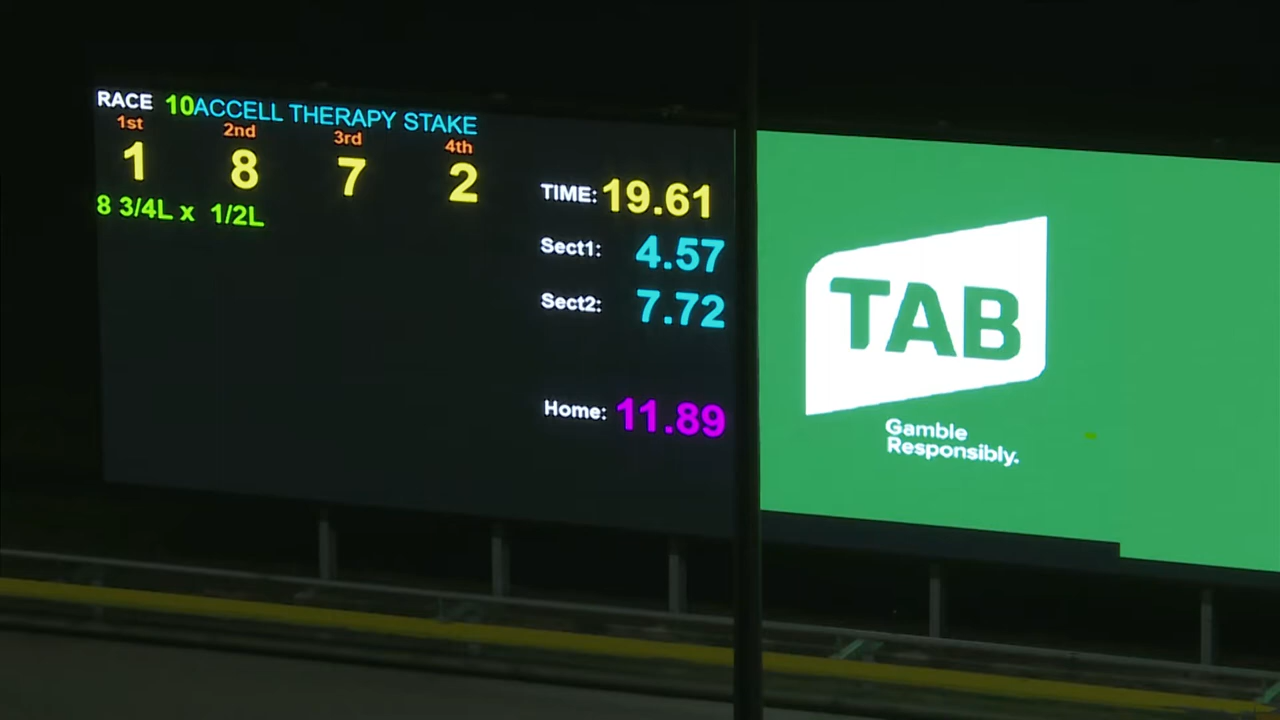 RACE 10ACCELL THERAPY STAKE
1st 2nd 3rd 4th
1 8 7 2
8 3/4L x 1/2L
TIME: 19.61
Sect1: 4.57
Sect2: 7.72
Home: 11.89
TAB
Gamble
Responsibly.